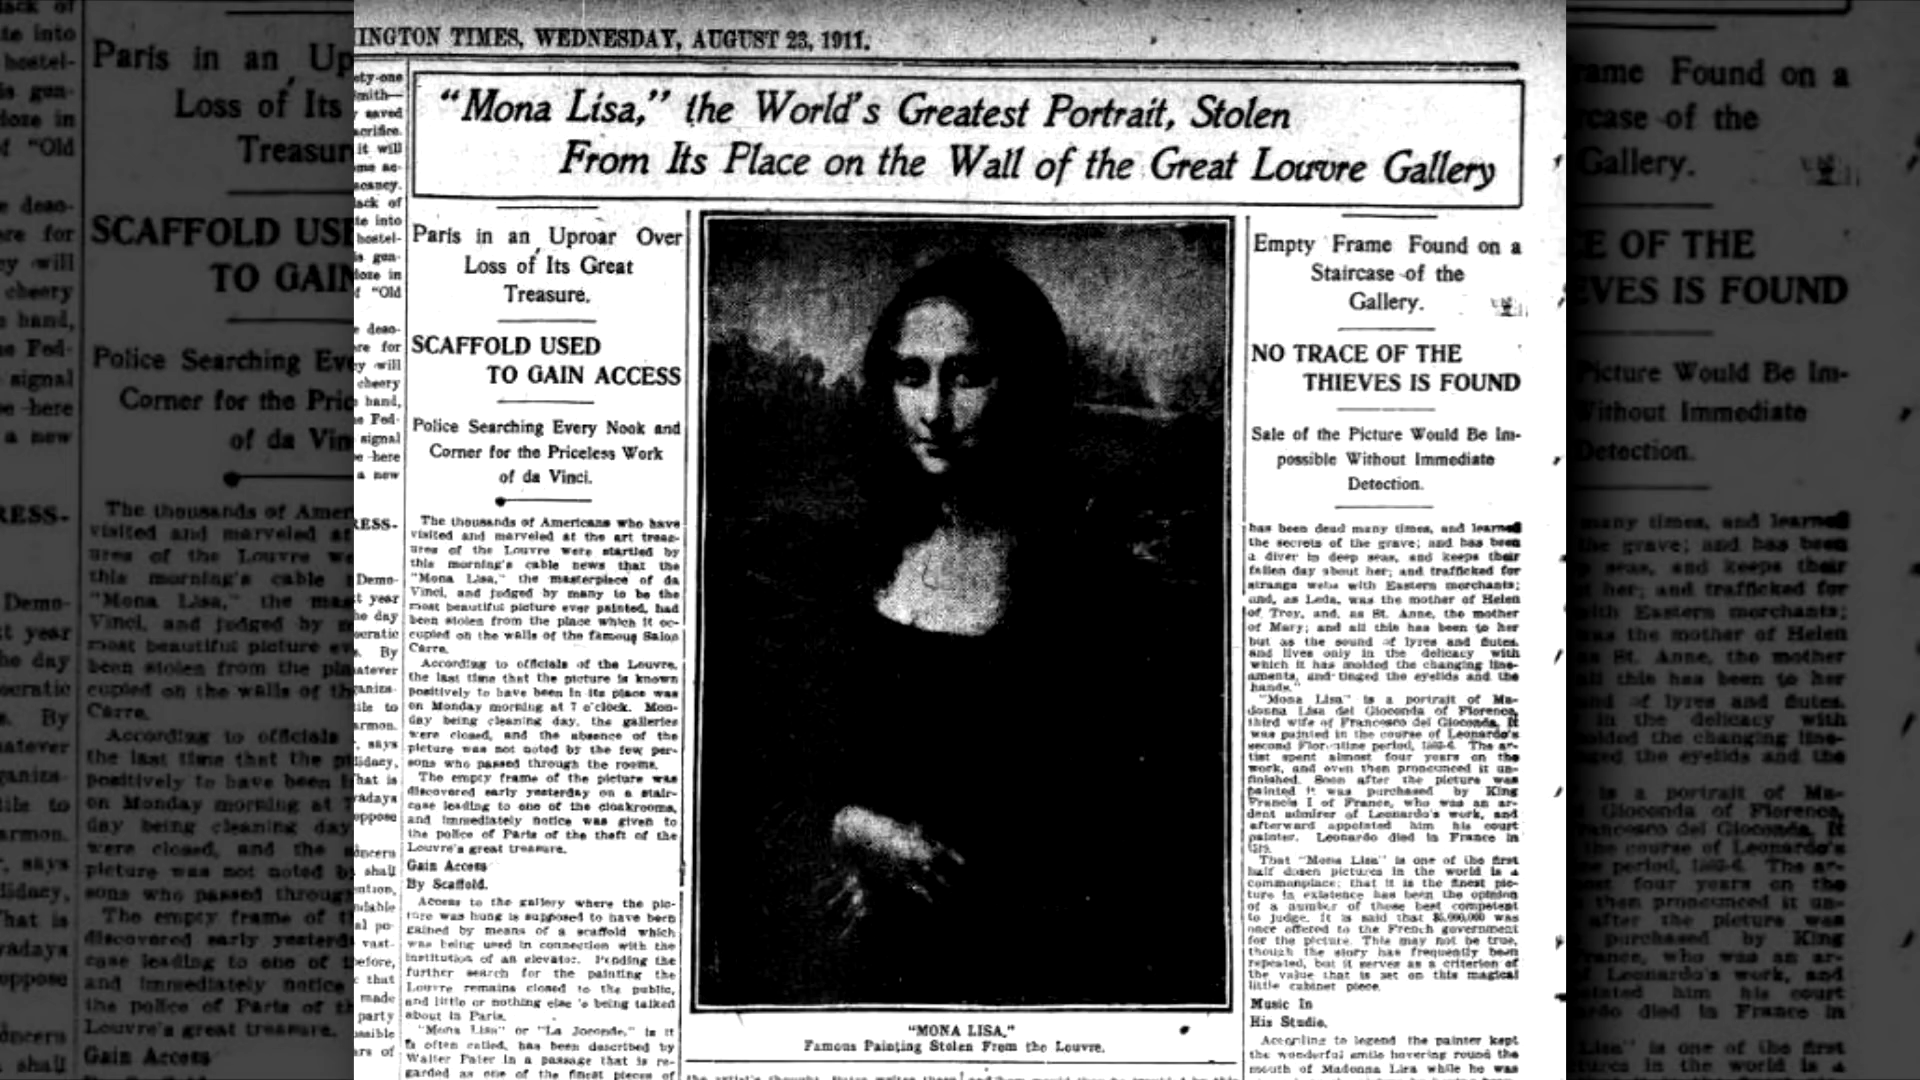 INGTON TIMES, WEDNESDAY, AUGUST 23, 1911.
"Mona Lisa," the World's Greatest Portrait, Stolen
From Its Place on the Wall of the Great Louvre Gallery
Paris in an Uproar Over
Loss of Its Great
Treasure.
SCAFFOLD USED
TO GAIN ACCESS
Police Searching Every Nook and
Corner for the Priceless Work
of da Vinci.
The thousands of Americans who have
visited and marveled at the art treas-
ures of the Louvre were startled by
this morning's cable news that the
"Mona Lisa," the masterpiece of da
Vinci, and judged by many to be the
most beautiful picture ever painted, had
been stolen from the place which it oc-
cupied on the walls of the famous Salon
Carre.
According to officials of the Louvre,
the last time that the picture is known
positively to have been in its place was
on Monday morning at 7 o'clock. Mon-
day being cleaning day, the galleries
were closed, and the absence of the
picture was not noted by the few per-
sons who passed through the rooms.
The empty frame of the picture was
discovered early yesterday on a stair-
case leading to one of the cloakrooms,
and immediately notice was given to
the police of Paris of the theft of the
Louvre's great treasure.
Gain Access
By Scaffold.
Access to the gallery where the pic-
ture was hung is supposed to have been
gained by means of a scaffold which
was being used in connection with the
institution of an elevator. Pending the
further search for the painting the
Louvre remains closed to the public,
and little or nothing else is being talked
about in Paris.
"Mona Lisa" or "La Joconde," as it
is often called, has been described by
Walter Pater in a passage that is re-
garded as one of the finest pieces of
"MONA LISA,"
Famous Painting Stolen From the Louvre.
Empty Frame Found on a
Staircase of the
Gallery.
NO TRACE OF THE
THIEVES IS FOUND
Sale of the Picture Would Be Im-
possible Without Immediate
Detection.
has been dead many times, and learned
the secrets of the grave; and has been
a diver in deep seas, and keeps their
fallen day about her; and trafficked for
strange webs with Eastern merchants;
and, as Leda, was the mother of Helen
of Troy, and, as St. Anne, the mother
of Mary; and all this has been to her
but as the sound of lyres and flutes,
and lives only in the delicacy with
which it has molded the changing line-
aments, and tinged the eyelids and the
hands."
"Mona Lisa" is a portrait of Ma-
donna Lisa del Gioconda of Florence,
third wife of Francesco del Gioconda. It
was painted in the course of Leonardo's
second Florentine period, The ar-
tist spent almost four years on the
work, and even then pronounced it un-
finished. Soon after the picture was
painted it was purchased by King
Francis I of France, who was an ar-
dent admirer of Leonardo's work, and
afterward appointed him his court
painter. Leonardo died in France in
That "Mona Lisa" is one of the first
half dozen pictures in the world is a
commonplace; that it is the finest pic-
ture in existence has been the opinion
of a number of those best competent
to judge. It is said that $5,000,000 was
once offered to the French government
for the picture. This may not be true,
though the story has frequently been
repeated, but it serves as a criterion of
the value that is set on this magical
little cabinet piece.
Music In
His Studio.
According to legend the painter kept
the wonderful smile hovering round the
mouth of Madonna Lisa while he was